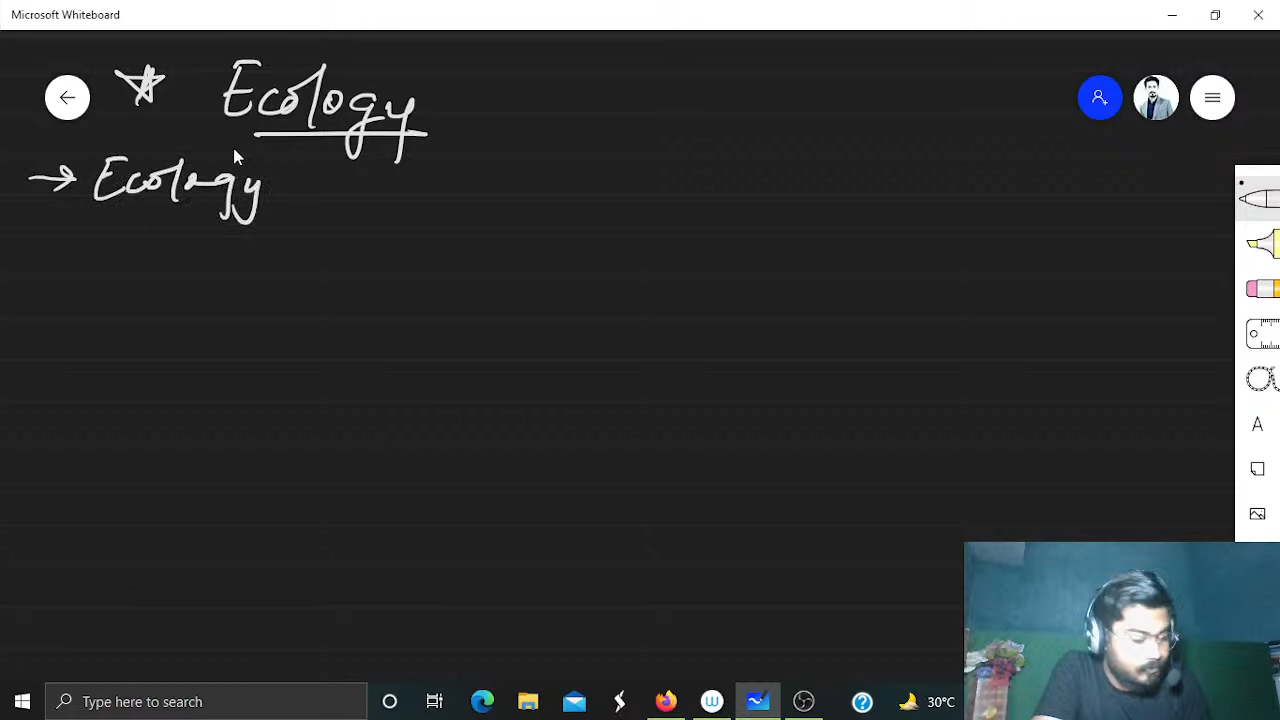 Microsoft Whiteboard
Ecology
→ Ecology
A
Type here to search
30°C